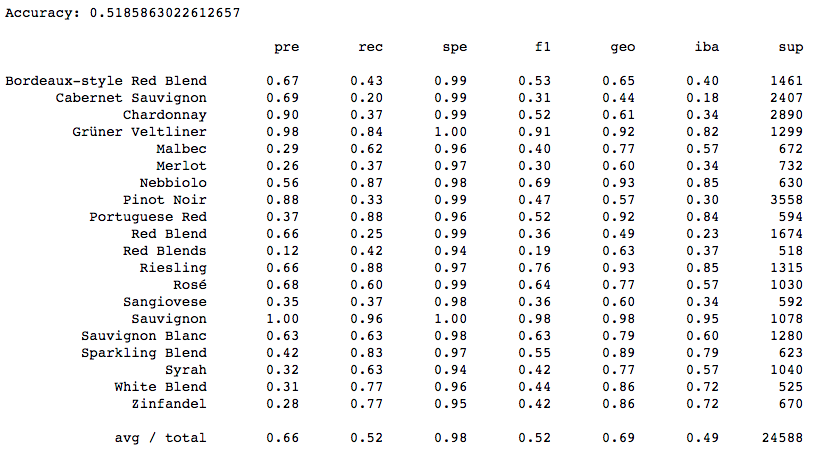 Accuracy: 0.5185863022612657
pre rec spe f1 geo iba sup
Bordeaux-style Red Blend 0.67 0.43 0.99 0.53 0.65 0.40 1461
Cabernet Sauvignon 0.69 0.20 0.99 0.31 0.44 0.18 2407
Chardonnay 0.90 0.37 0.99 0.52 0.61 0.34 2890
Grüner Veltliner 0.98 0.84 1.00 0.91 0.92 0.82 1299
Malbec 0.29 0.62 0.96 0.40 0.77 0.57 672
Merlot 0.26 0.37 0.97 0.30 0.60 0.34 732
Nebbiolo 0.56 0.87 0.98 0.69 0.93 0.85 630
Pinot Noir 0.88 0.33 0.99 0.47 0.57 0.30 3558
Portuguese Red 0.37 0.88 0.96 0.52 0.92 0.84 594
Red Blend 0.66 0.25 0.99 0.36 0.49 0.23 1674
Red Blends 0.12 0.42 0.94 0.19 0.63 0.37 518
Riesling 0.66 0.88 0.97 0.76 0.93 0.85 1315
Rosé 0.68 0.60 0.99 0.64 0.77 0.57 1030
Sangiovese 0.35 0.37 0.98 0.36 0.60 0.34 592
Sauvignon 1.00 0.96 1.00 0.98 0.98 0.95 1078
Sauvignon Blanc 0.63 0.63 0.98 0.63 0.79 0.60 1280
Sparkling Blend 0.42 0.83 0.97 0.55 0.89 0.79 623
Syrah 0.32 0.63 0.94 0.42 0.77 0.57 1040
White Blend 0.31 0.77 0.96 0.44 0.86 0.72 525
Zinfandel 0.28 0.77 0.95 0.42 0.86 0.72 670
avg / total 0.66 0.52 0.98 0.52 0.69 0.49 24588